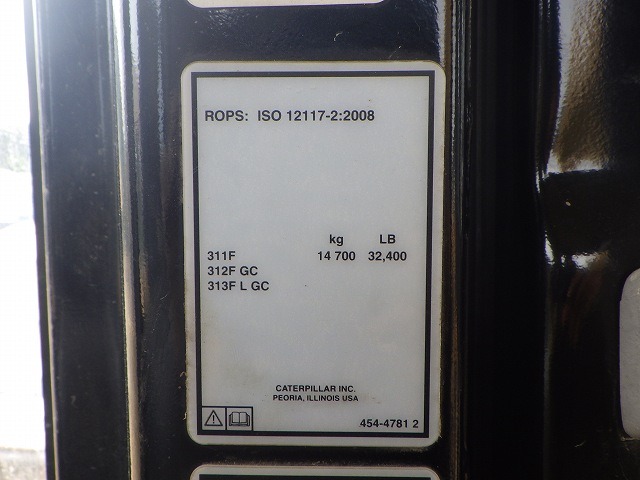 ROPS: ISO 12117-2:2008
kg LB
311F 14 700 32,400
312F GC
313F L GC
CATERPILLAR INC.
PEORIA, ILLINOIS USA
454-4781 2